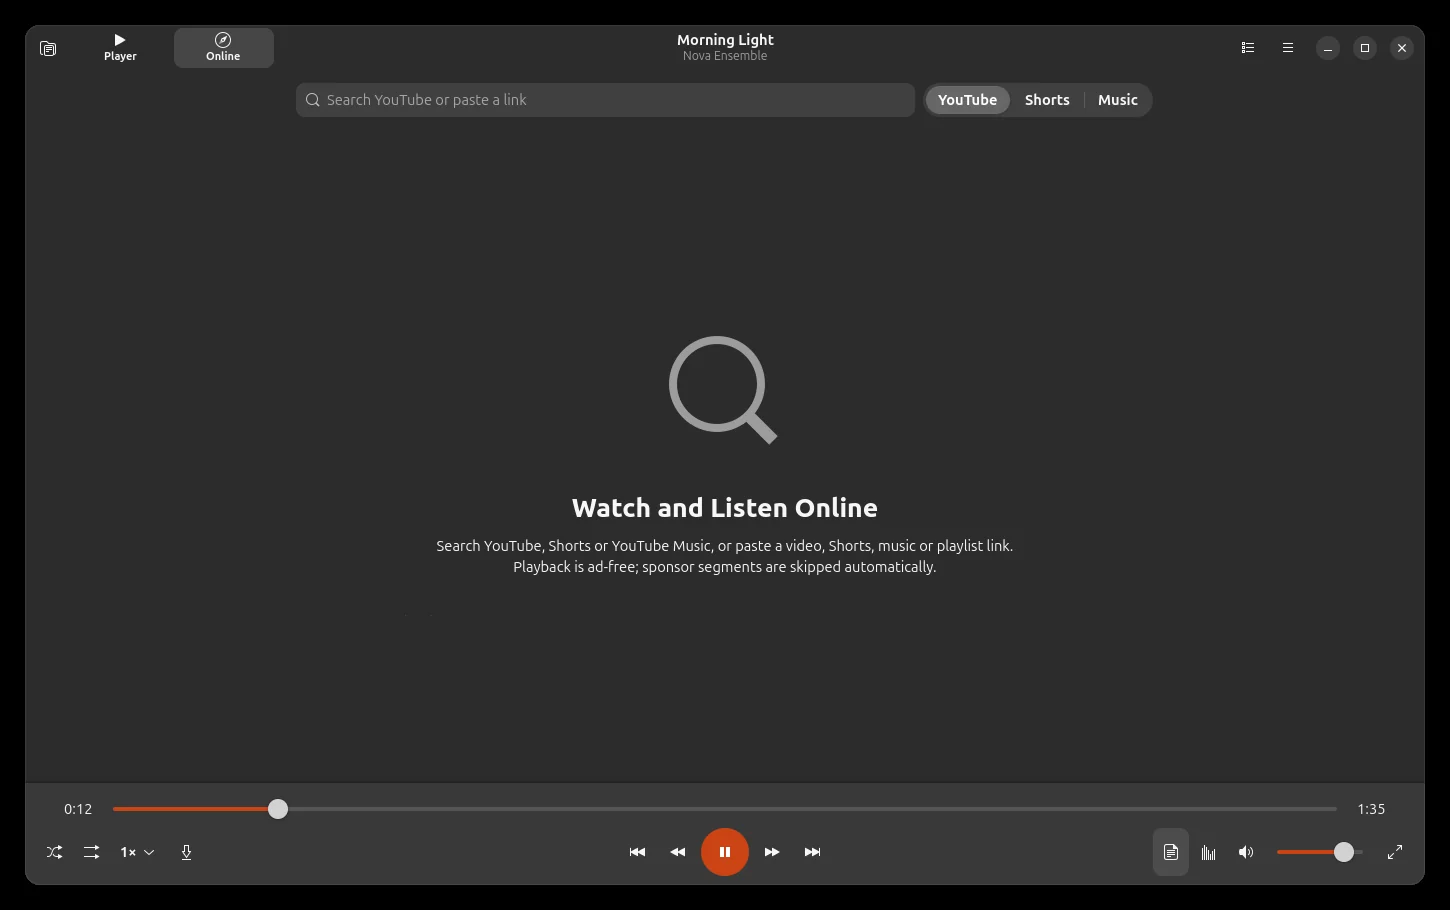 Player
Online
Morning Light
Nova Ensemble
Search YouTube or paste a link
YouTube
Shorts
Music
Watch and Listen Online
Search YouTube, Shorts or YouTube Music, or paste a video, Shorts, music or playlist link.
Playback is ad-free; sponsor segments are skipped automatically.
0:12
1:35
1×